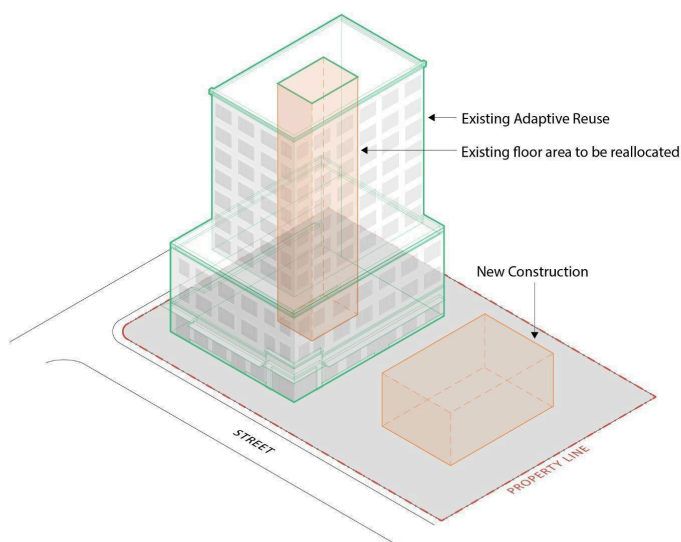 Existing Adaptive Reuse
Existing floor area to be reallocated
New Construction
STREET
PROPERTY LINE